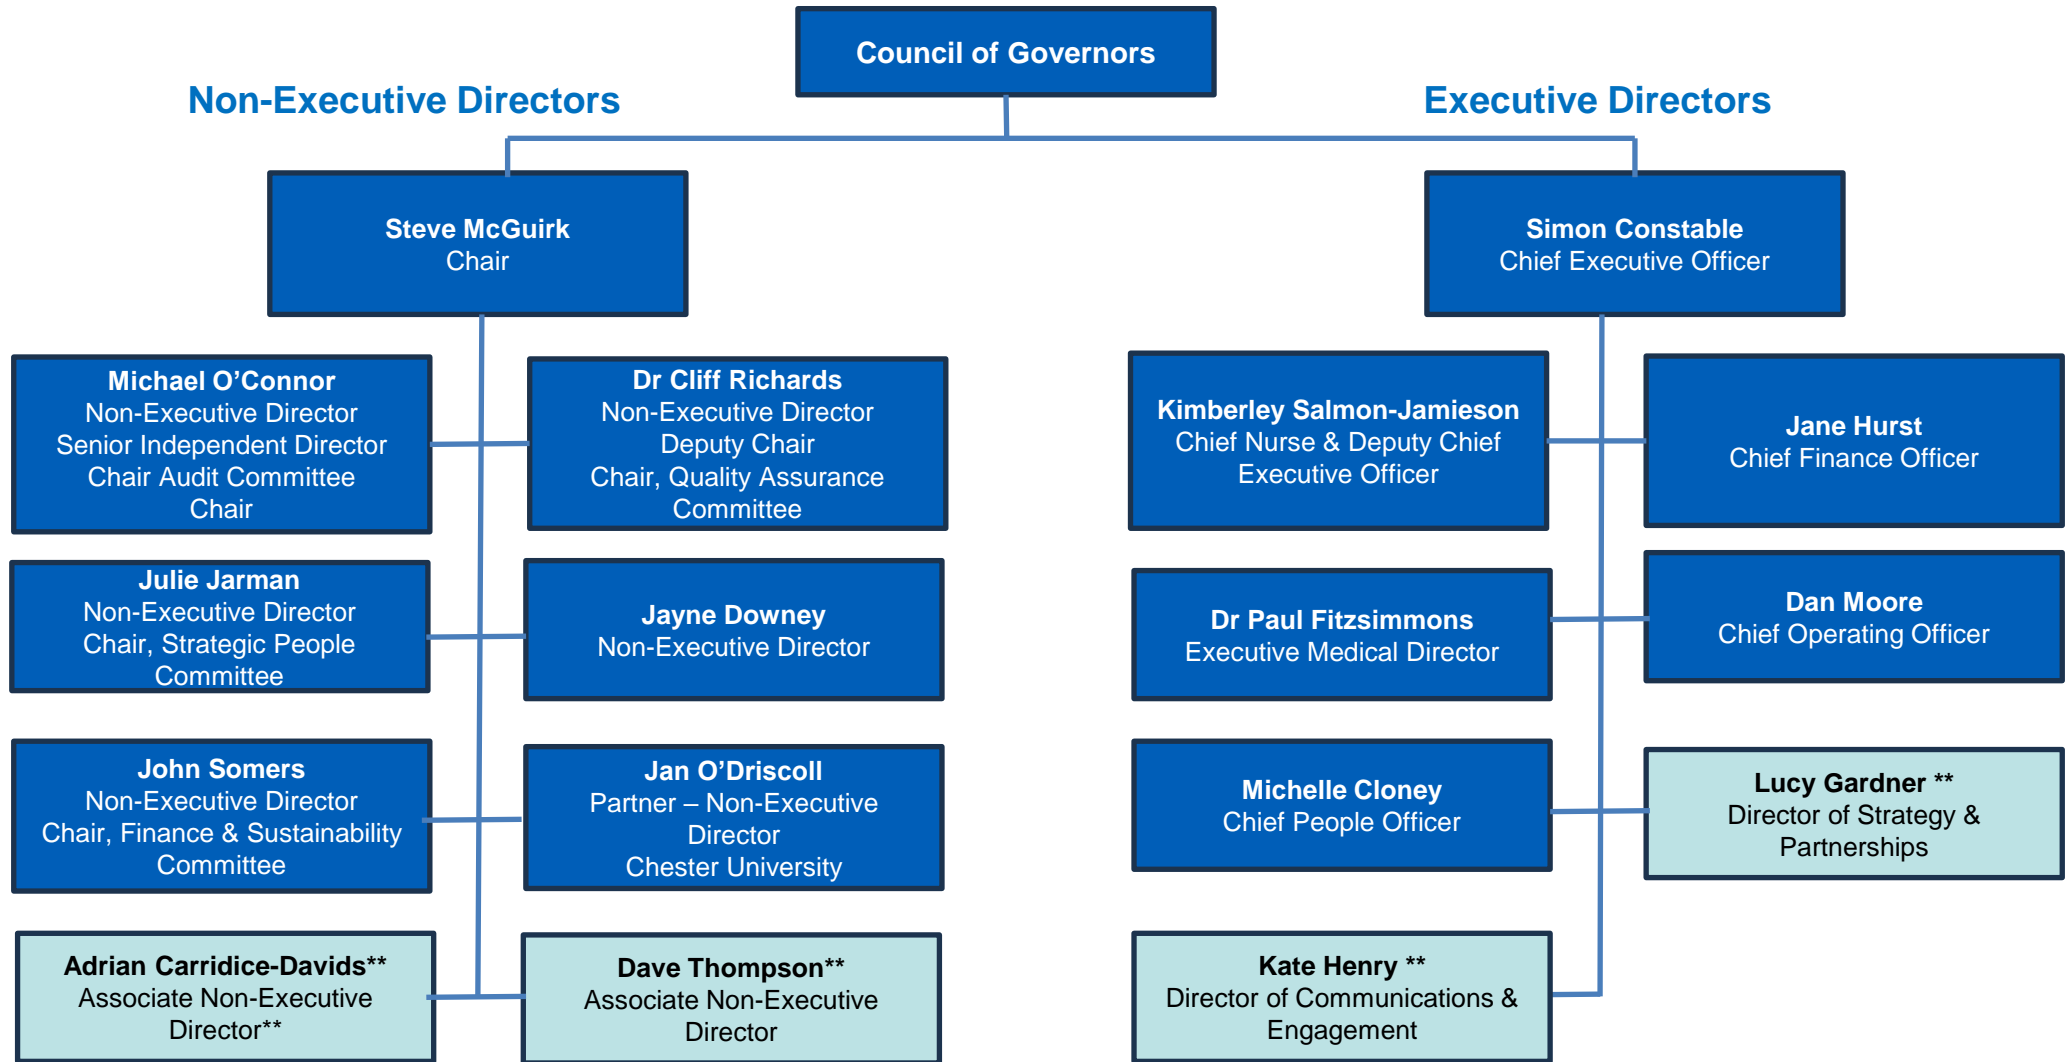 Council of Governors
Non-Executive Directors
Executive Directors
Steve McGuirk
Chair
Simon Constable
Chief Executive Officer
Michael O’Connor
Non-Executive Director
Senior Independent Director
Chair Audit Committee
Chair
Dr Cliff Richards
Non-Executive Director
Deputy Chair
Chair, Quality Assurance
Committee
Kimberley Salmon-Jamieson
Chief Nurse & Deputy Chief
Executive Officer
Jane Hurst
Chief Finance Officer
Julie Jarman
Non-Executive Director
Chair, Strategic People
Committee
Jayne Downey
Non-Executive Director
Dr Paul Fitzsimmons
Executive Medical Director
Dan Moore
Chief Operating Officer
John Somers
Non-Executive Director
Chair, Finance & Sustainability
Committee
Jan O’Driscoll
Partner – Non-Executive
Director
Chester University
Michelle Cloney
Chief People Officer
Lucy Gardner **
Director of Strategy &
Partnerships
Adrian Carridice-Davids**
Associate Non-Executive
Director**
Dave Thompson**
Associate Non-Executive
Director
Kate Henry **
Director of Communications &
Engagement